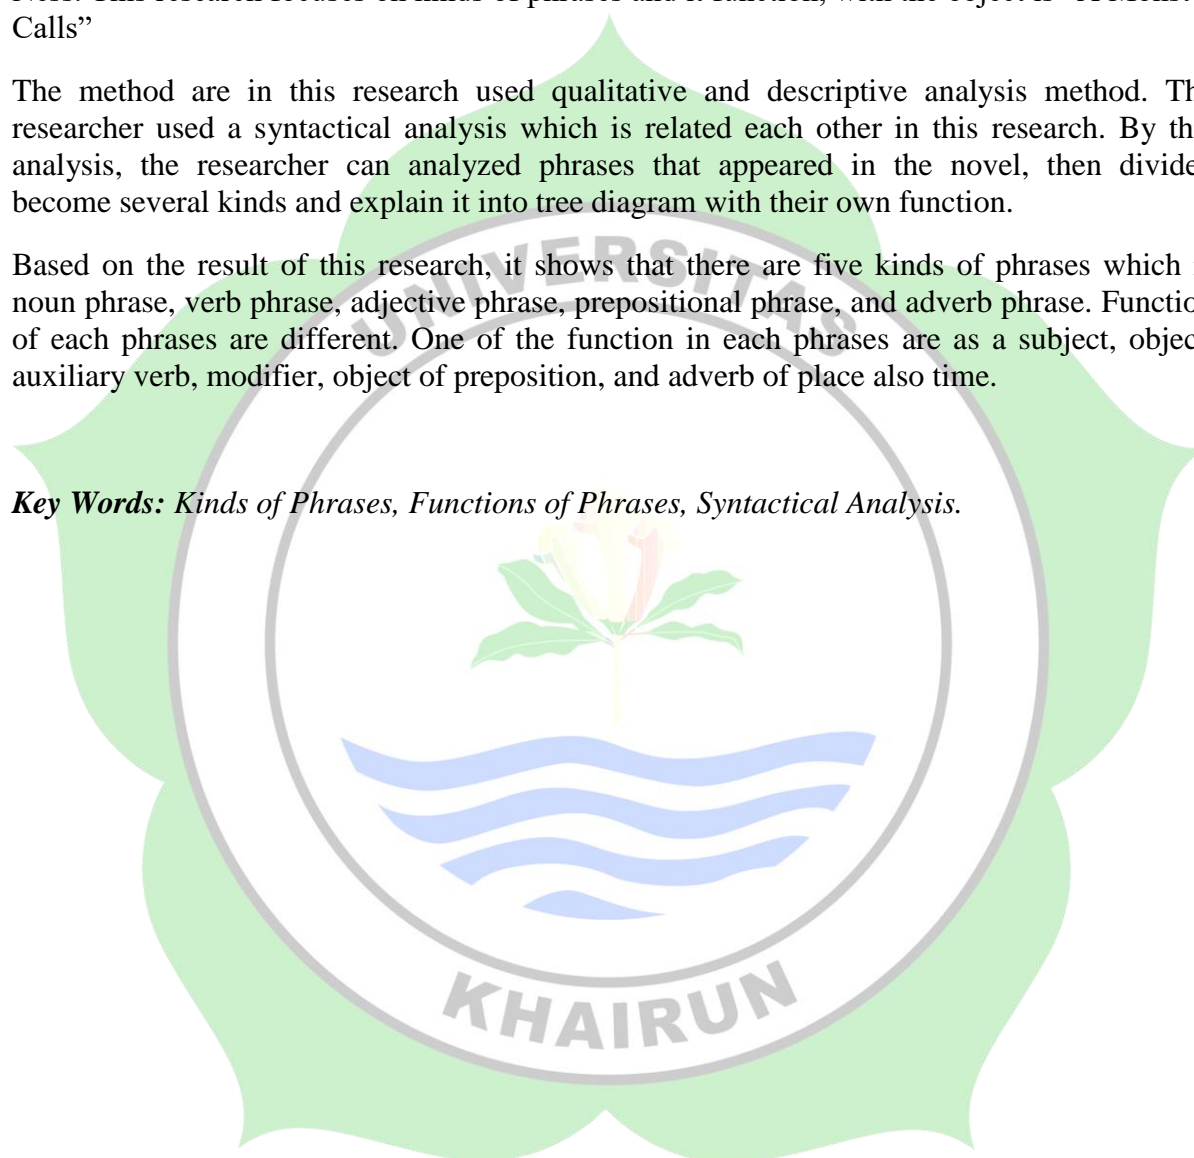 Calls”
The method are in this research used qualitative and descriptive analysis method.
researcher used a syntactical analysis which is related each other in this research. By
analysis, the researcher can analyzed phrases that appeared in the novel, then
become several kinds and explain it into tree diagram with their own function.
Based on the result of this research, it shows that there are five kinds of phrases which
noun phrase, verb phrase, adjective phrase, prepositional phrase, and adverb phrase.
of each phrases are different. One of the function in each phrases are as a subject,
auxiliary verb, modifier, object of preposition, and adverb of place also time.
Key Words: Kinds of Phrases, Functions of Phrases, Syntactical Analysis.
UNIVERSITAS
KHAIRUN